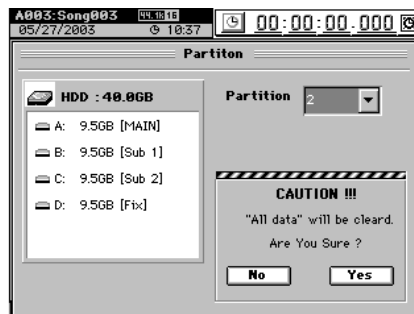 A003:Song003 44.1K 16
05/27/2003 10:37
00:00:00.000
Partiton
HDD :40.0GB
A: 9.5GB [MAIN]
B: 9.5GB [Sub 1]
C: 9.5GB [Sub 2]
D: 9.5GB [Fix]
Partition 2
CAUTION !!!
"All data" will be cleard.
Are You Sure ?
No Yes